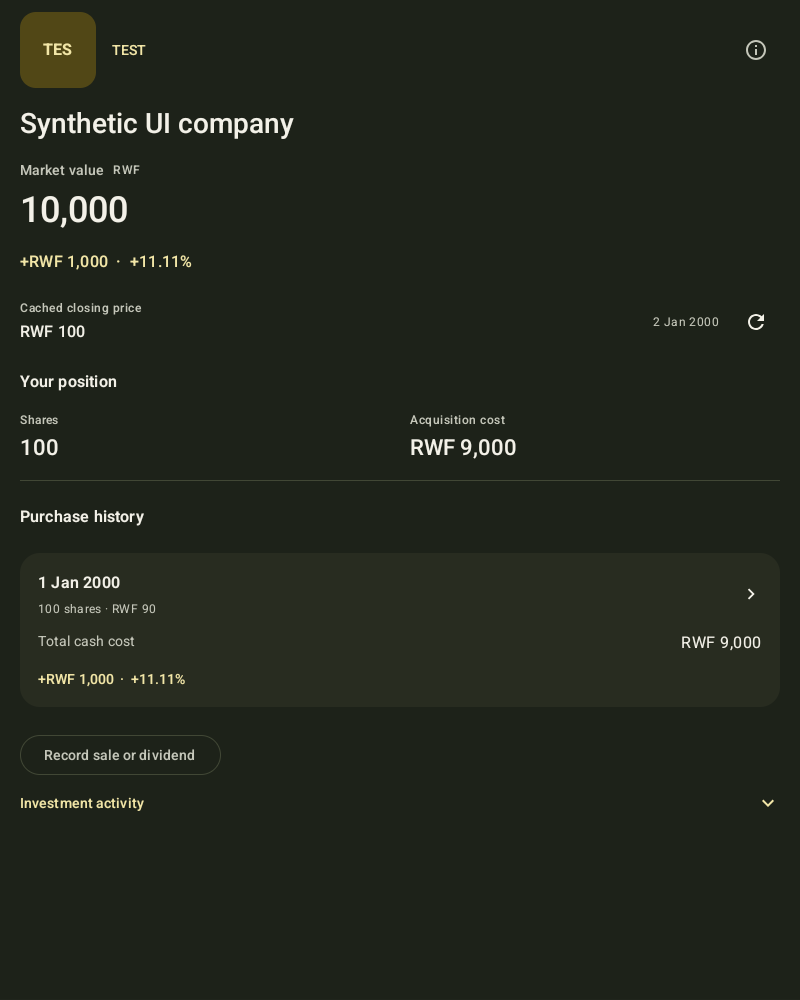 TES
TEST
Synthetic UI company
Market value RWF
10,000
+RWF 1,000 · +11.11%
Cached closing price
RWF 100
2 Jan 2000
Your position
Shares
100
Acquisition cost
RWF 9,000
Purchase history
1 Jan 2000
100 shares · RWF 90
Total cash cost
RWF 9,000
+RWF 1,000 · +11.11%
Record sale or dividend
Investment activity